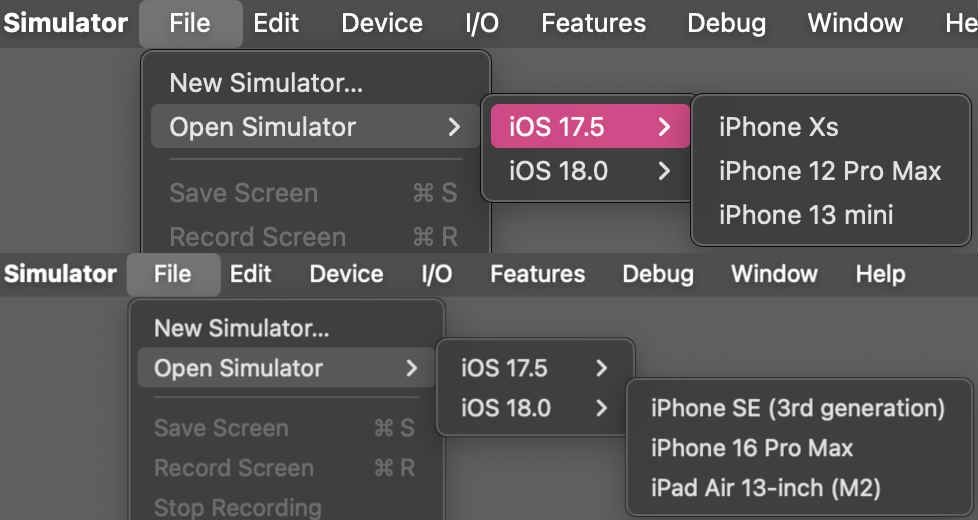 Simulator File Edit Device I/O Features Debug Window He
New Simulator...
Open Simulator
iOS 17.5
iPhone Xs
iOS 18.0
iPhone 12 Pro Max
iPhone 13 mini
Save Screen ⌘ S
Record Screen ⌘ R
Simulator File Edit Device I/O Features Debug Window Help
New Simulator...
Open Simulator
iOS 17.5
iOS 18.0
iPhone SE (3rd generation)
iPhone 16 Pro Max
iPad Air 13-inch (M2)
Save Screen ⌘ S
Record Screen ⌘ R
Stop Recording